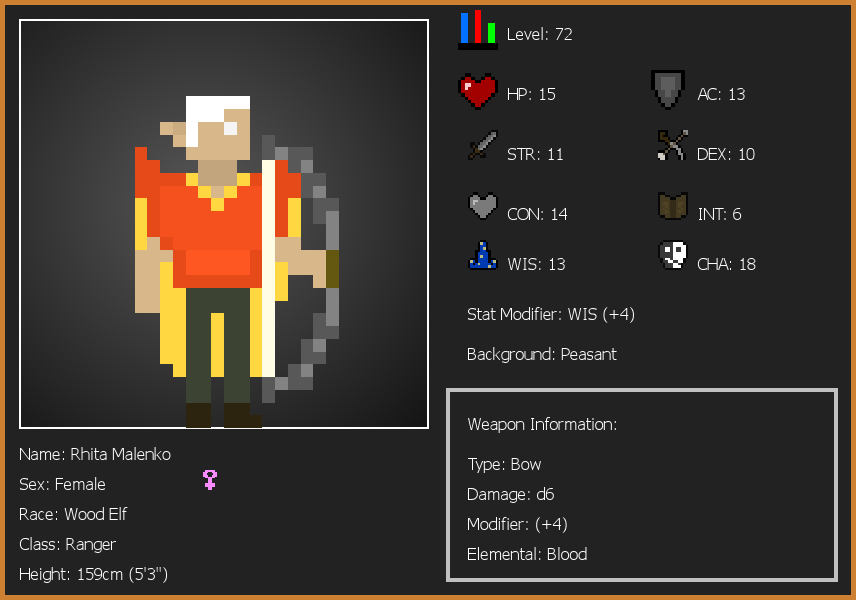 Level: 72
HP: 15
AC: 13
STR: 11
DEX: 10
CON: 14
INT: 6
WIS: 13
CHA: 18
Stat Modifier: WIS (+4)
Background: Peasant
Weapon Information:
Type: Bow
Damage: d6
Modifier: (+4)
Elemental: Blood
Name: Rhita Malenko
Sex: Female
Race: Wood Elf
Class: Ranger
Height: 159cm (5'3")